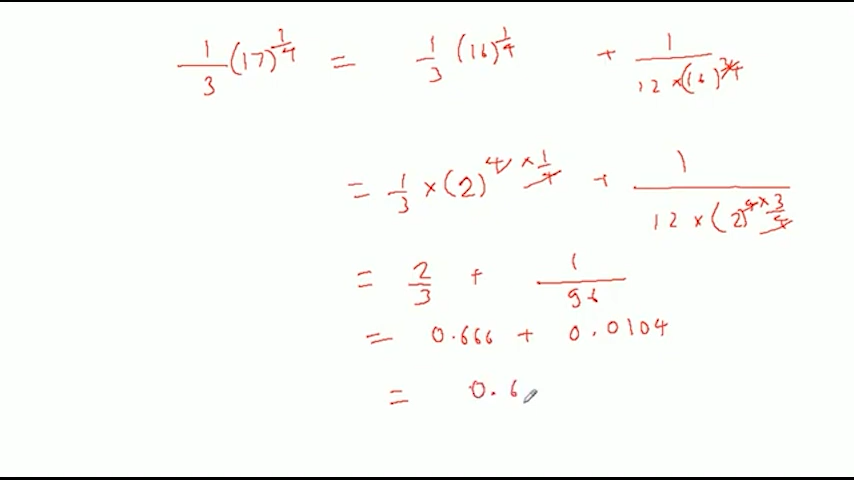 1/3 (17)^1/4 = 1/3 (16)^1/4 + 1/(12 × (16)^3/4)
= 1/3 × (2)^4 × 1/4 + 1/(12 × (2)^4 × 3/4)
= 2/3 + 1/96
= 0.666 + 0.0104
= 0.6